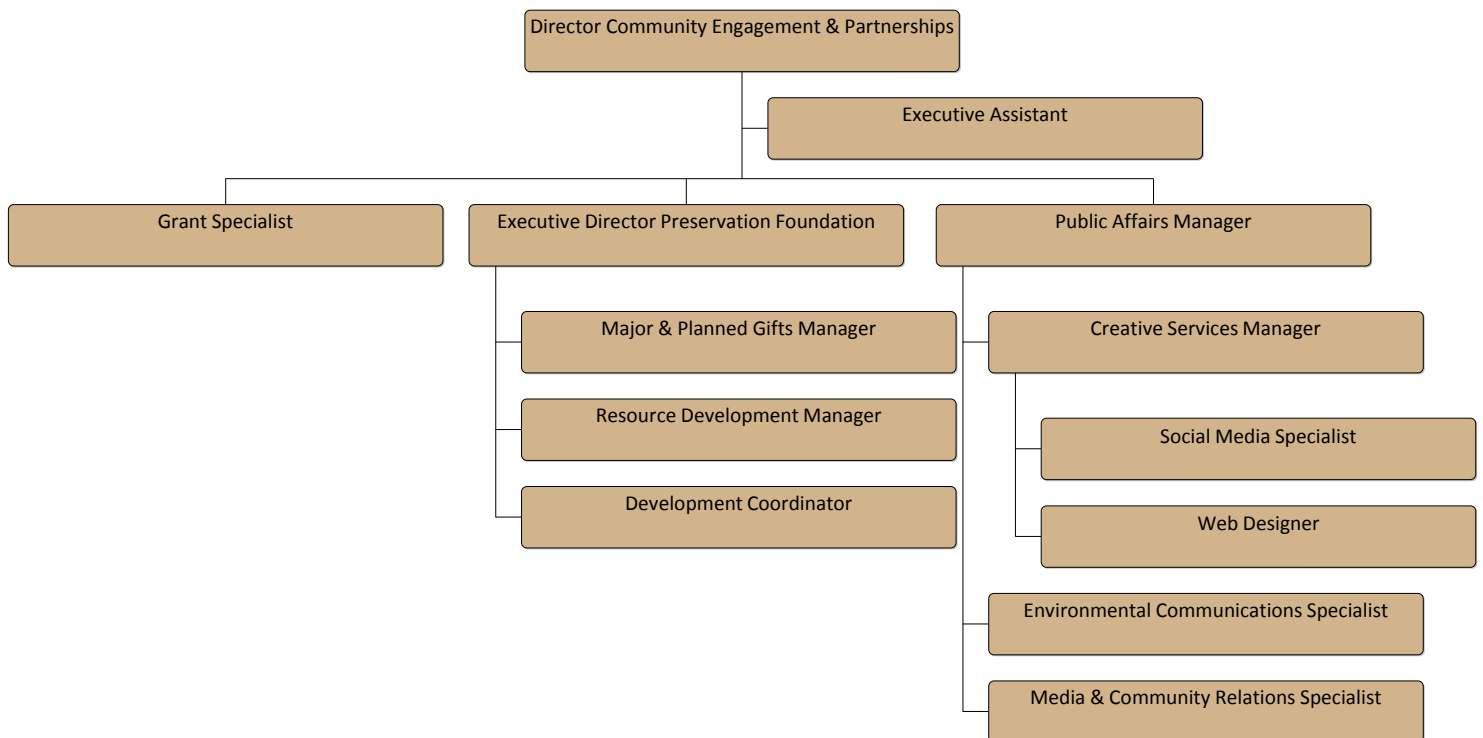 Director Community Engagement & Partnerships
Executive Assistant
Grant Specialist
Executive Director Preservation Foundation
Public Affairs Manager
Major & Planned Gifts Manager
Creative Services Manager
Resource Development Manager
Social Media Specialist
Development Coordinator
Web Designer
Environmental Communications Specialist
Media & Community Relations Specialist